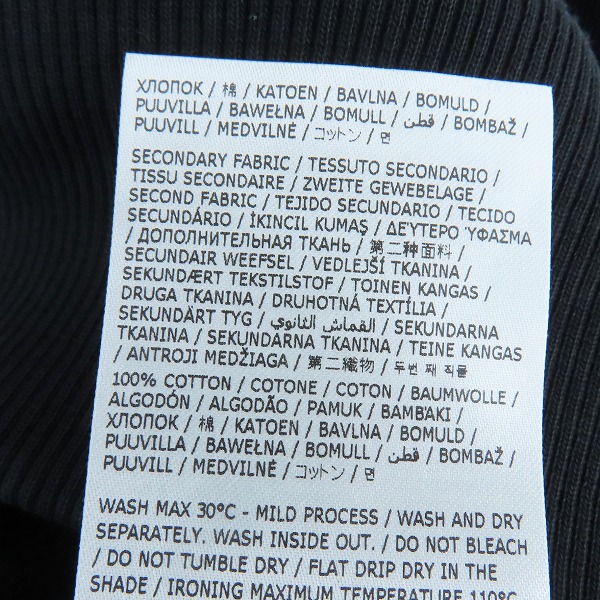 ХЛОПОК / 棉 / KATOEN / BAVLNA / BOMULD /
PUUVILLA / BAWEŁNA / BOMULL / قطن / BOMBAŽ /
PUUVILL / MEDVILNĖ / コットン / 면
SECONDARY FABRIC / TESSUTO SECONDARIO /
TISSU SECONDAIRE / ZWEITE GEWEBELAGE /
SECOND FABRIC / TEJIDO SECUNDARIO / TECIDO
SECUNDÁRIO / İKINCIL KUMAŞ / ΔΕΎΤΕΡΟ ΎΦΑΣΜΑ
/ ДОПОЛНИТЕЛЬНАЯ ТКАНЬ / 第二种面料 /
SECUNDAIR WEEFSEL / VEDLEJŠÍ TKANINA /
SEKUNDÆRT TEKSTILSTOF / TOINEN KANGAS /
DRUGA TKANINA / DRUHOTNÁ TEXTÍLIA /
SEKUNDÄRT TYG / القماش الثانوي / SEKUNDARNA
TKANINA / SEKUNDÁRNA TKANINA / TEINE KANGAS
/ ANTROJI MEDŽIAGA / 第二織物 / 두번 째 직물
100% COTTON / COTONE / COTON / BAUMWOLLE /
ALGODÓN / ALGODÃO / PAMUK / ΒΑΜΒΆΚΙ /
ХЛОПОК / 棉 / KATOEN / BAVLNA / BOMULD /
PUUVILLA / BAWEŁNA / BOMULL / قطن / BOMBAŽ /
PUUVILL / MEDVILNĖ / コットン / 면
WASH MAX 30°C - MILD PROCESS / WASH AND DRY
SEPARATELY. WASH INSIDE OUT. / DO NOT BLEACH
/ DO NOT TUMBLE DRY / FLAT DRIP DRY IN THE
SHADE / IRONING MAXIMUM TEMPERATURE 110°C